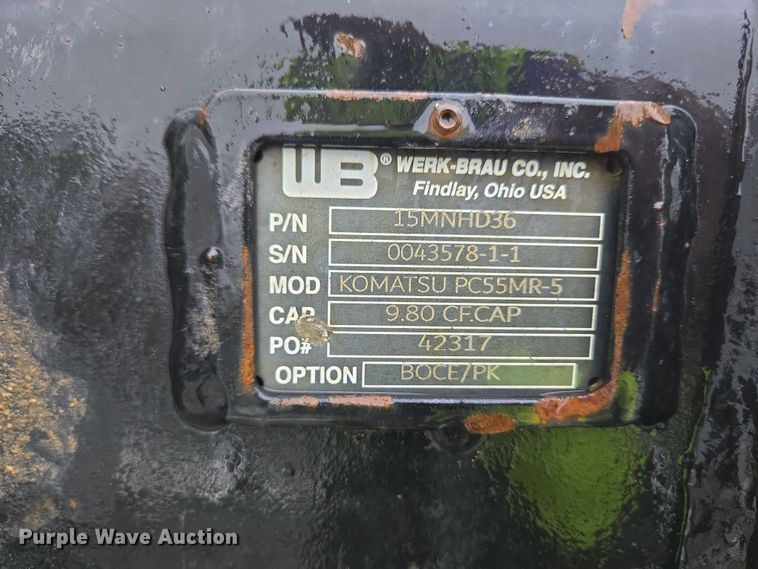 WB® WERK-BRAU CO., INC.
Findlay, Ohio USA
P/N 15MNHD36
S/N 0043578-1-1
MOD KOMATSU PC55MR-5
CAP 9.80 CF.CAP
PO# 42317
OPTION BOCE/PK
Purple Wave Auction